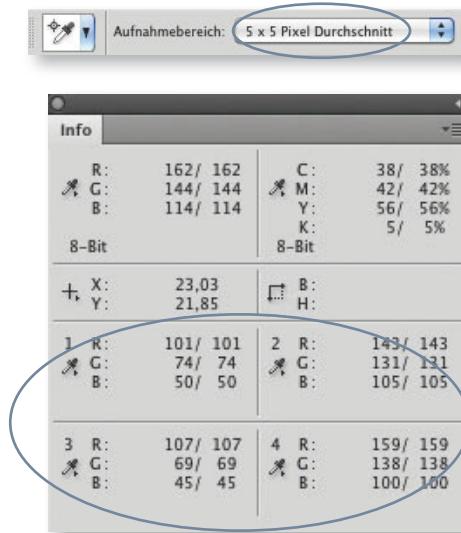 Aufnahmebereich: 5 x 5 Pixel Durchschnitt
Info
R: 162/ 162
G: 144/ 144
B: 114/ 114
8-Bit
C: 38/ 38%
M: 42/ 42%
Y: 56/ 56%
K: 5/ 5%
8-Bit
X: 23,03
Y: 21,85
B:
H:
1 R: 101/ 101
G: 74/ 74
B: 50/ 50
2 R: 143/ 143
G: 131/ 131
B: 105/ 105
3 R: 107/ 107
G: 69/ 69
B: 45/ 45
4 R: 159/ 159
G: 138/ 138
B: 100/ 100